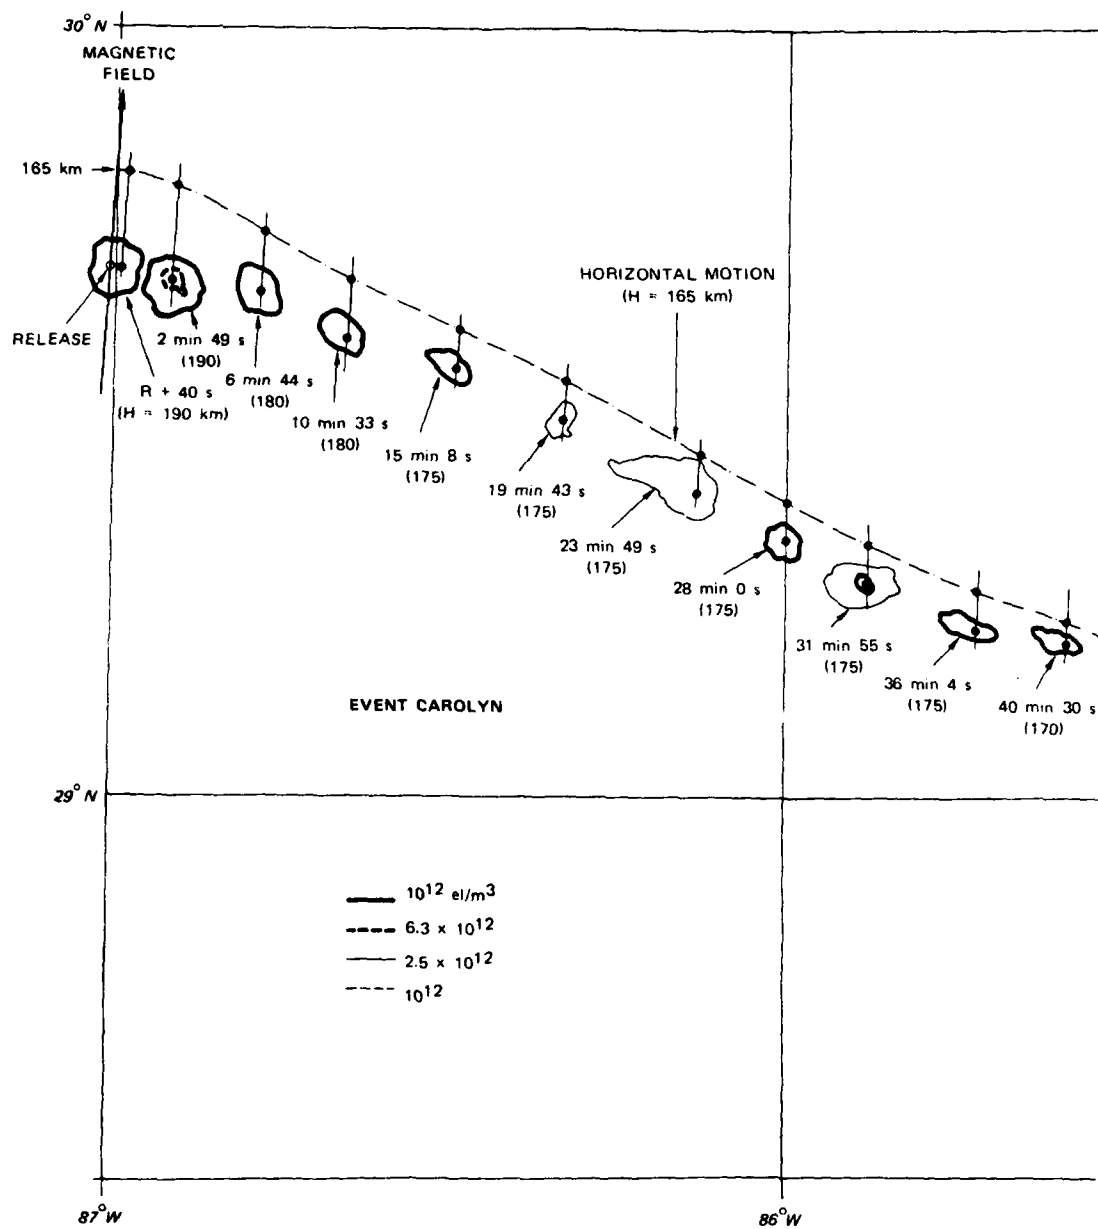 30° N
MAGNETIC
FIELD
165 km
HORIZONTAL MOTION
(H = 165 km)
RELEASE
2 min 49 s
(190)
R + 40 s
(H = 190 km)
6 min 44 s
(180)
10 min 33 s
(180)
15 min 8 s
(175)
19 min 43 s
(175)
23 min 49 s
(175)
28 min 0 s
(175)
31 min 55 s
(175)
36 min 4 s
(175)
40 min 30 s
(170)
EVENT CAROLYN
29° N
10¹² el/m³
6.3 × 10¹²
2.5 × 10¹²
10¹²
87°W
86°W